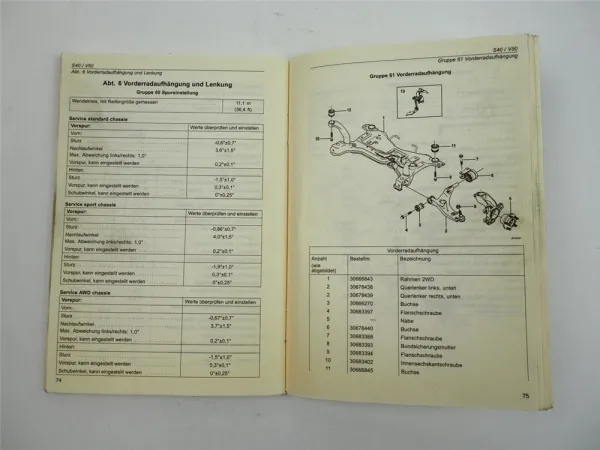 S40 / V50
Abt. 6 Vorderradaufhängung und Lenkung
Abt. 6 Vorderradaufhängung und Lenkung
Gruppe 60 Spureinstellung
Wendekreis, mit Reifengröße gemessen 11,1 m
(36,4 ft)
Service standard chassie
Vorspur: Werte überprüfen und einstellen
Vorn:
Sturz -0,6°±0,7°
Nachlaufwinkel 3,6°±1,5°
Max. Abweichung links/rechts: 1,0°
Vorspur, kann eingestellt werden 0,2°±0,1°
Hinten:
Sturz -1,5°±1,0°
Vorspur, kann eingestellt werden 0,3°±0,1°
Schubwinkel, kann eingestellt werden 0°±0,25°
Service sport chassie
Vorspur: Werte überprüfen und einstellen
Vorn:
Sturz -0,86°±0,7°
Nachlaufwinkel 4,0°±1,5°
Max. Abweichung links/rechts: 1,0°
Vorspur, kann eingestellt werden 0,2°±0,1°
Hinten:
Sturz -1,9°±1,0°
Vorspur, kann eingestellt werden 0,3°±0,1°
Schubwinkel, kann eingestellt werden 0°±0,25°
Service AWD chassie
Vorspur: Werte überprüfen und einstellen
Vorn:
Sturz -0,67°±0,7°
Nachlaufwinkel 3,7°±1,5°
Max. Abweichung links/rechts: 1,0°
Vorspur, kann eingestellt werden 0,2°±0,1°
Hinten:
Sturz -1,5°±1,0°
Vorspur, kann eingestellt werden 0,3°±0,1°
Schubwinkel, kann eingestellt werden 0°±0,25°
74
S40 / V50
Gruppe 61 Vorderradaufhängung
Gruppe 61 Vorderradaufhängung
Vorderradaufhängung
Anzahl Bestellnr. Bezeichnung
(wie
abgebildet)
1 30666843 Rahmen 2WD
2 30678438 Querlenker links, unten
2 30678439 Querlenker rechts, unten
3 30666270 Buchse
4 30683397 Flanschschraube
5 Nabe
6 30678440 Buchse
7 30683388 Flanschschraube
8 30683393 Bundsicherungsmutter
9 30683394 Flanschschraube
10 30683402 Innensechskantschraube
11 30666845 Buchse
75